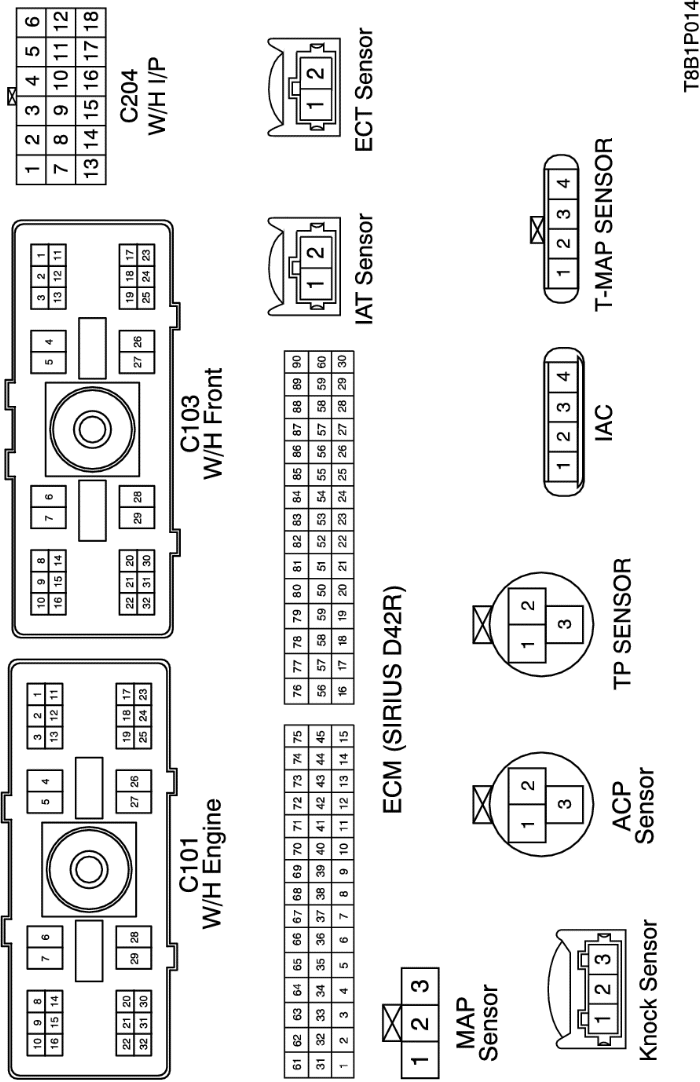 10 9 8 7 6 5 4 3 2 1
16 15 14 13 12 11
22 21 20 29 28 27 26 19 18 17
32 31 30 25 24 23
C101
W/H Engine
10 9 8 7 6 5 4 3 2 1
16 15 14 13 12 11
22 21 20 29 28 27 26 19 18 17
32 31 30 25 24 23
C103
W/H Front
1 2 3 4 5 6
7 8 9 10 11 12
13 14 15 16 17 18
C204
W/H I/P
61 62 63 64 65 66 67 68 69 70 71 72 73 74 75
31 32 33 34 35 36 37 38 39 40 41 42 43 44 45
1 2 3 4 5 6 7 8 9 10 11 12 13 14 15
76 77 78 79 80 81 82 83 84 85 86 87 88 89 90
56 57 58 59 50 51 52 53 54 55 56 57 58 59 60
16 17 18 19 20 21 22 23 24 25 26 27 28 29 30
ECM (SIRIUS D42R)
1 2
IAT Sensor
1 2
ECT Sensor
1 2 3
MAP
Sensor
1 2
3
ACP
Sensor
1 2
3
TP SENSOR
1 2 3 4
IAC
1 2 3 4
T-MAP SENSOR
1 2 3
Knock Sensor
T8B1P014